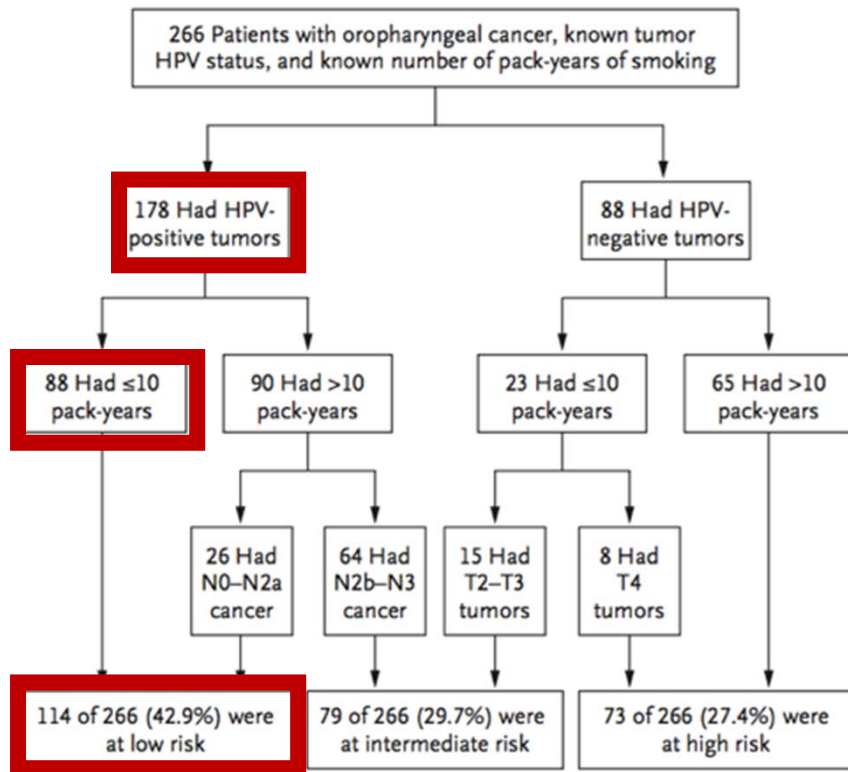 266 Patients with oropharyngeal cancer, known tumor
HPV status, and known number of pack-years of smoking
178 Had HPV-
positive tumors
88 Had HPV-
negative tumors
88 Had ≤10
pack-years
90 Had >10
pack-years
23 Had ≤10
pack-years
65 Had >10
pack-years
26 Had
N0–N2a
cancer
64 Had
N2b–N3
cancer
15 Had
T2–T3
tumors
8 Had
T4
tumors
114 of 266 (42.9%) were
at low risk
79 of 266 (29.7%) were
at intermediate risk
73 of 266 (27.4%) were
at high risk